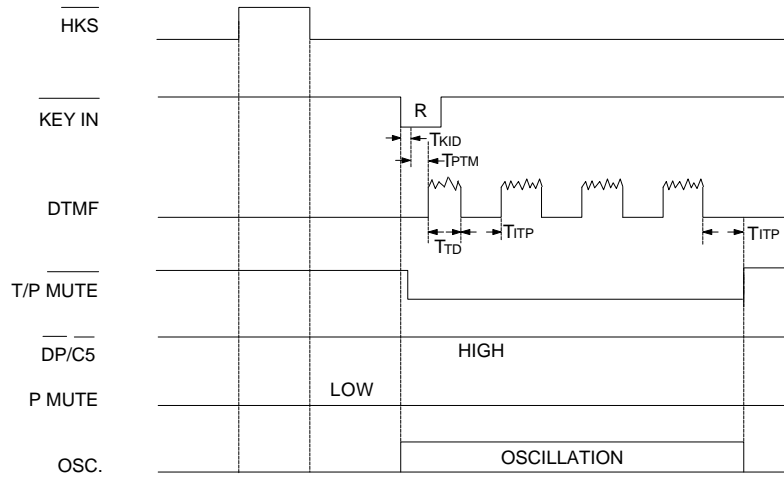 HKS
KEY IN
R
TKID
TPTM
DTMF
TTD
TITP
TITP
T/P MUTE
DP/C5
HIGH
P MUTE
LOW
OSC.
OSCILLATION